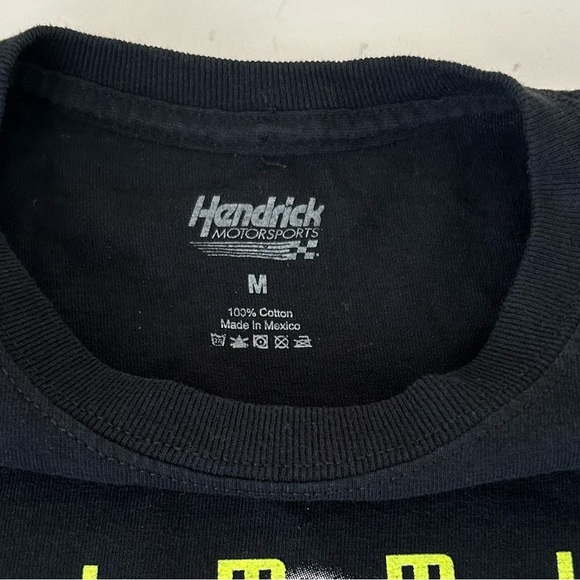 Hendrick
MOTORSPORTS
M
100% Cotton
Made In Mexico